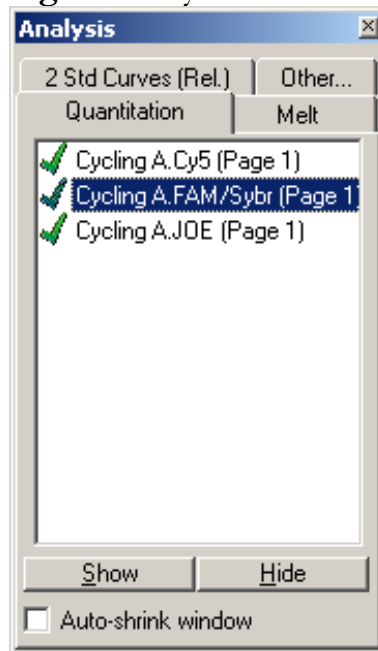 Analysis
2 Std Curves (Rel.) Other...
Quantitation Melt
Cycling A.Cy5 (Page 1)
Cycling A.FAM/Sybr (Page 1
Cycling A.JOE (Page 1)
Show Hide
Auto-shrink window